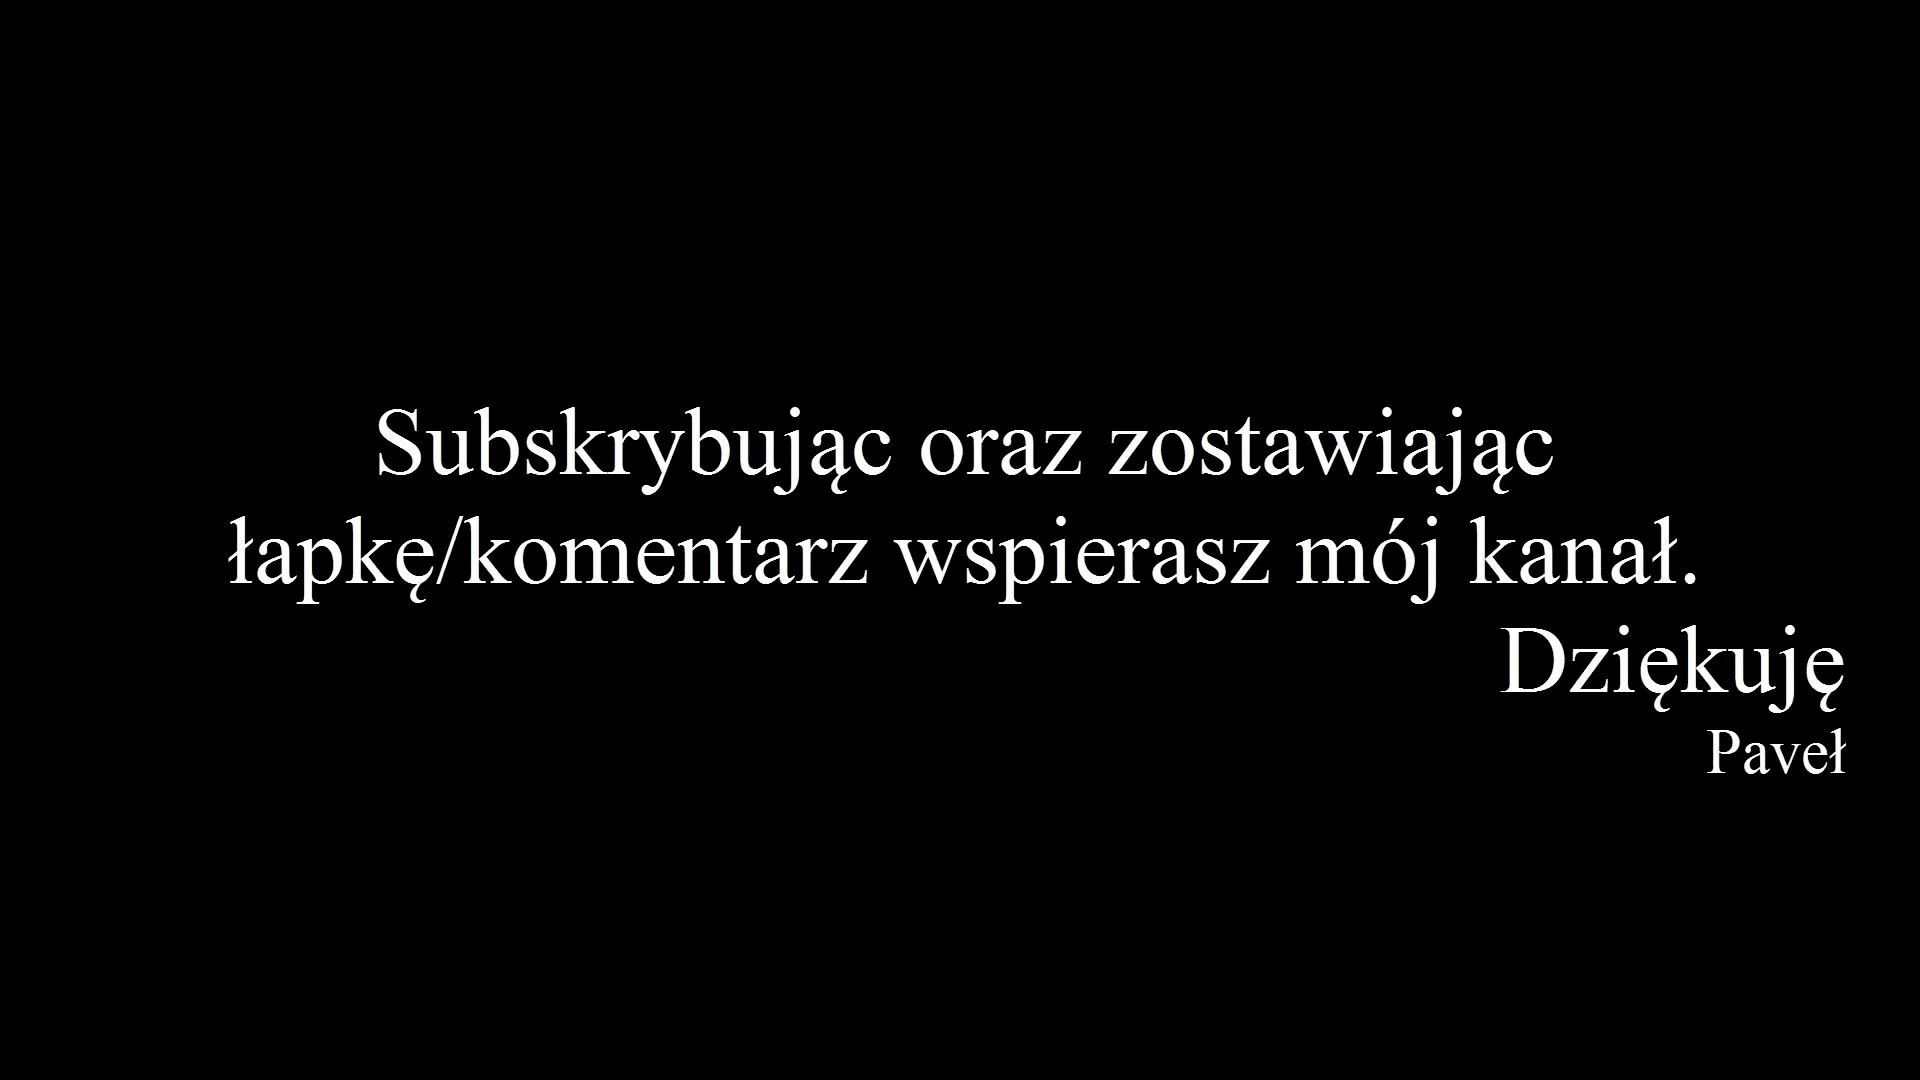 Subskrybując oraz zostawiając
łapkę/komentarz wspierasz mój kanał.
Dziękuję
Paveł